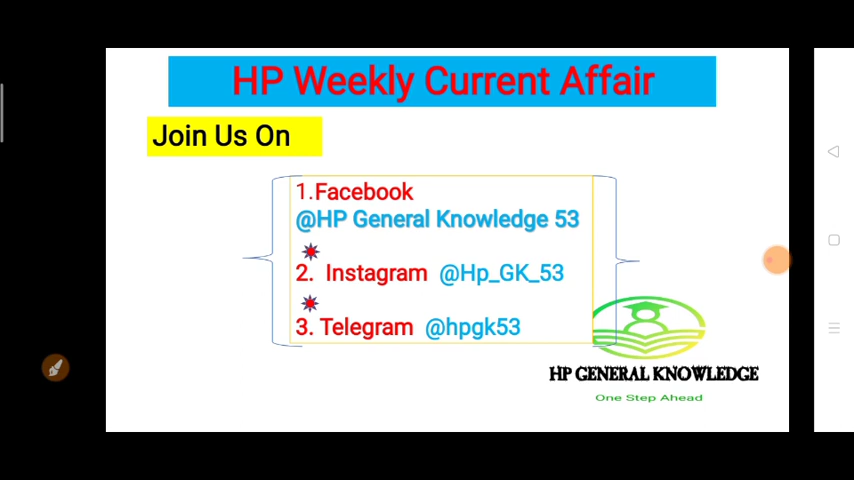 HP Weekly Current Affair
Join Us On
1.Facebook
@HP General Knowledge 53
2. Instagram @Hp_GK_53
3. Telegram @hpgk53
HP GENERAL KNOWLEDGE
One Step Ahead